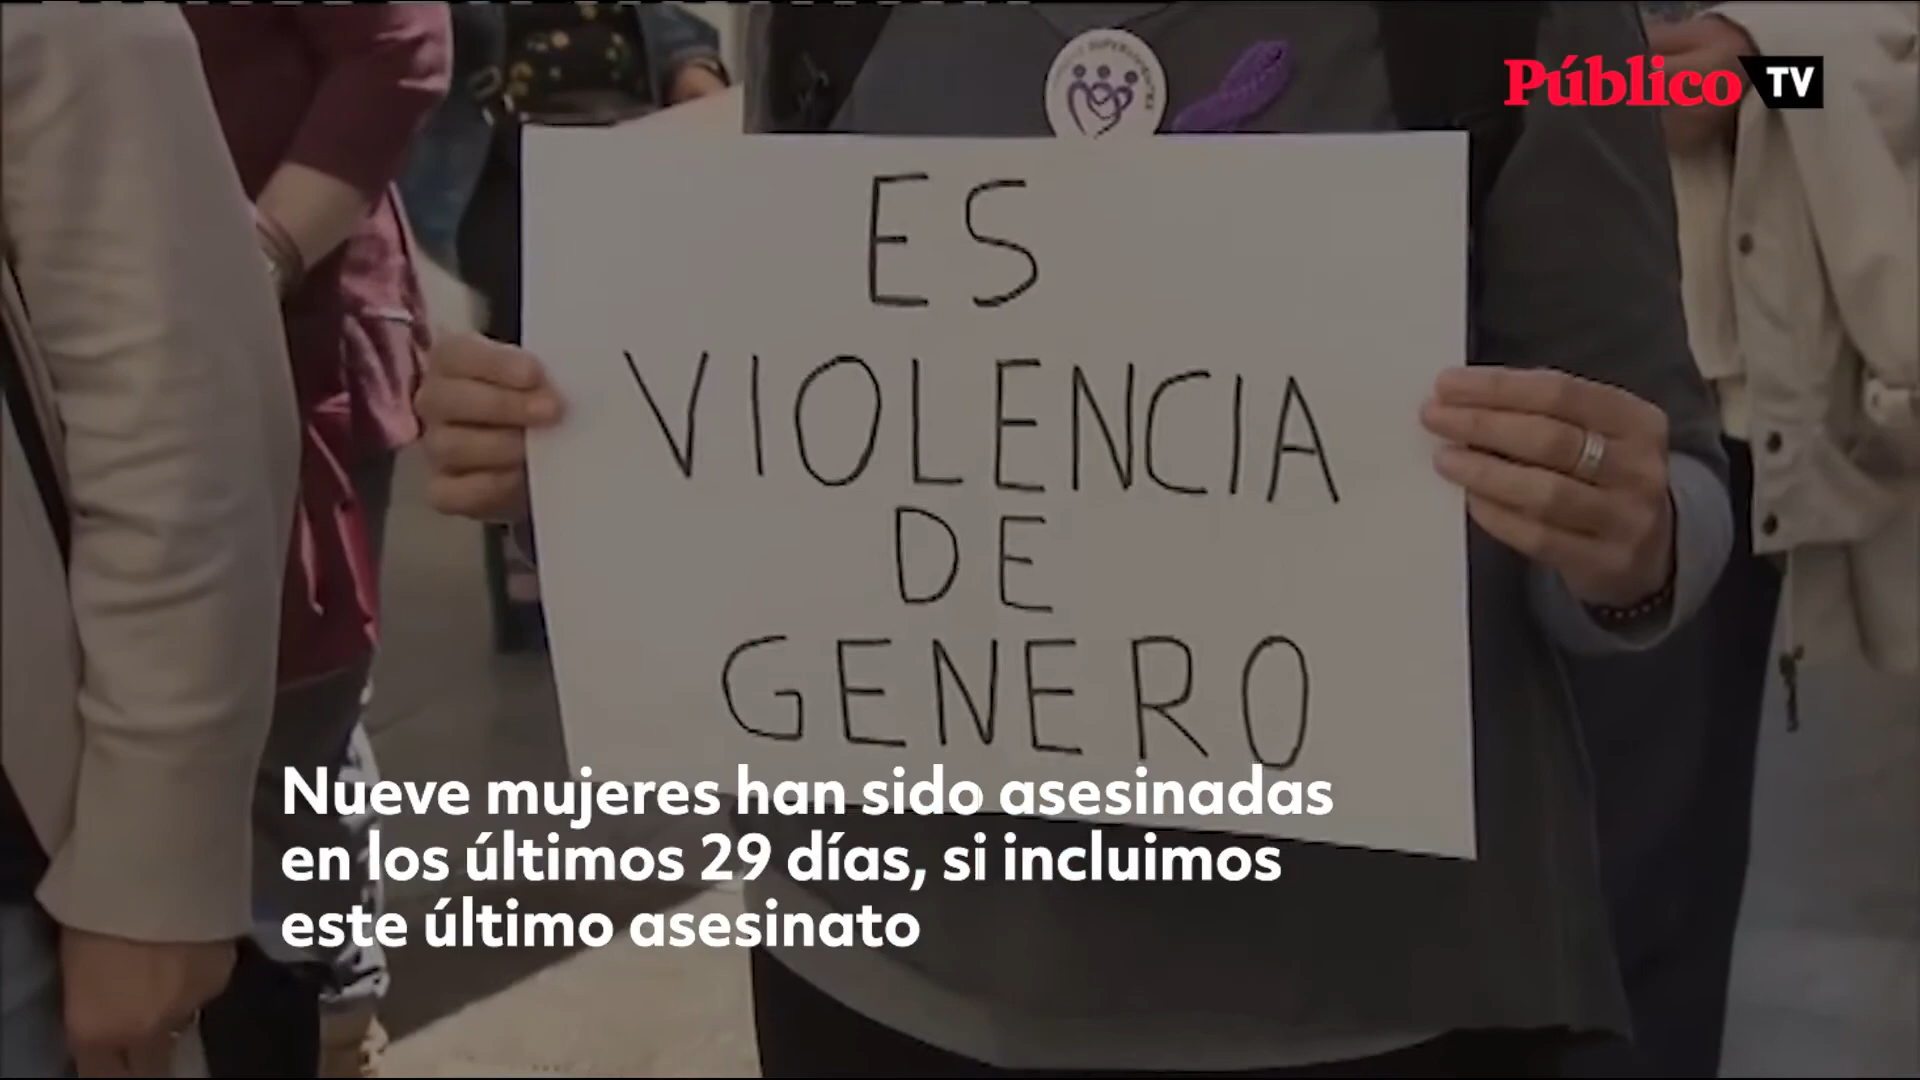 Público TV
ES
VIOLENCIA
DE
GENERO
Nueve mujeres han sido asesinadas
en los últimos 29 días, si incluimos
este último asesinato